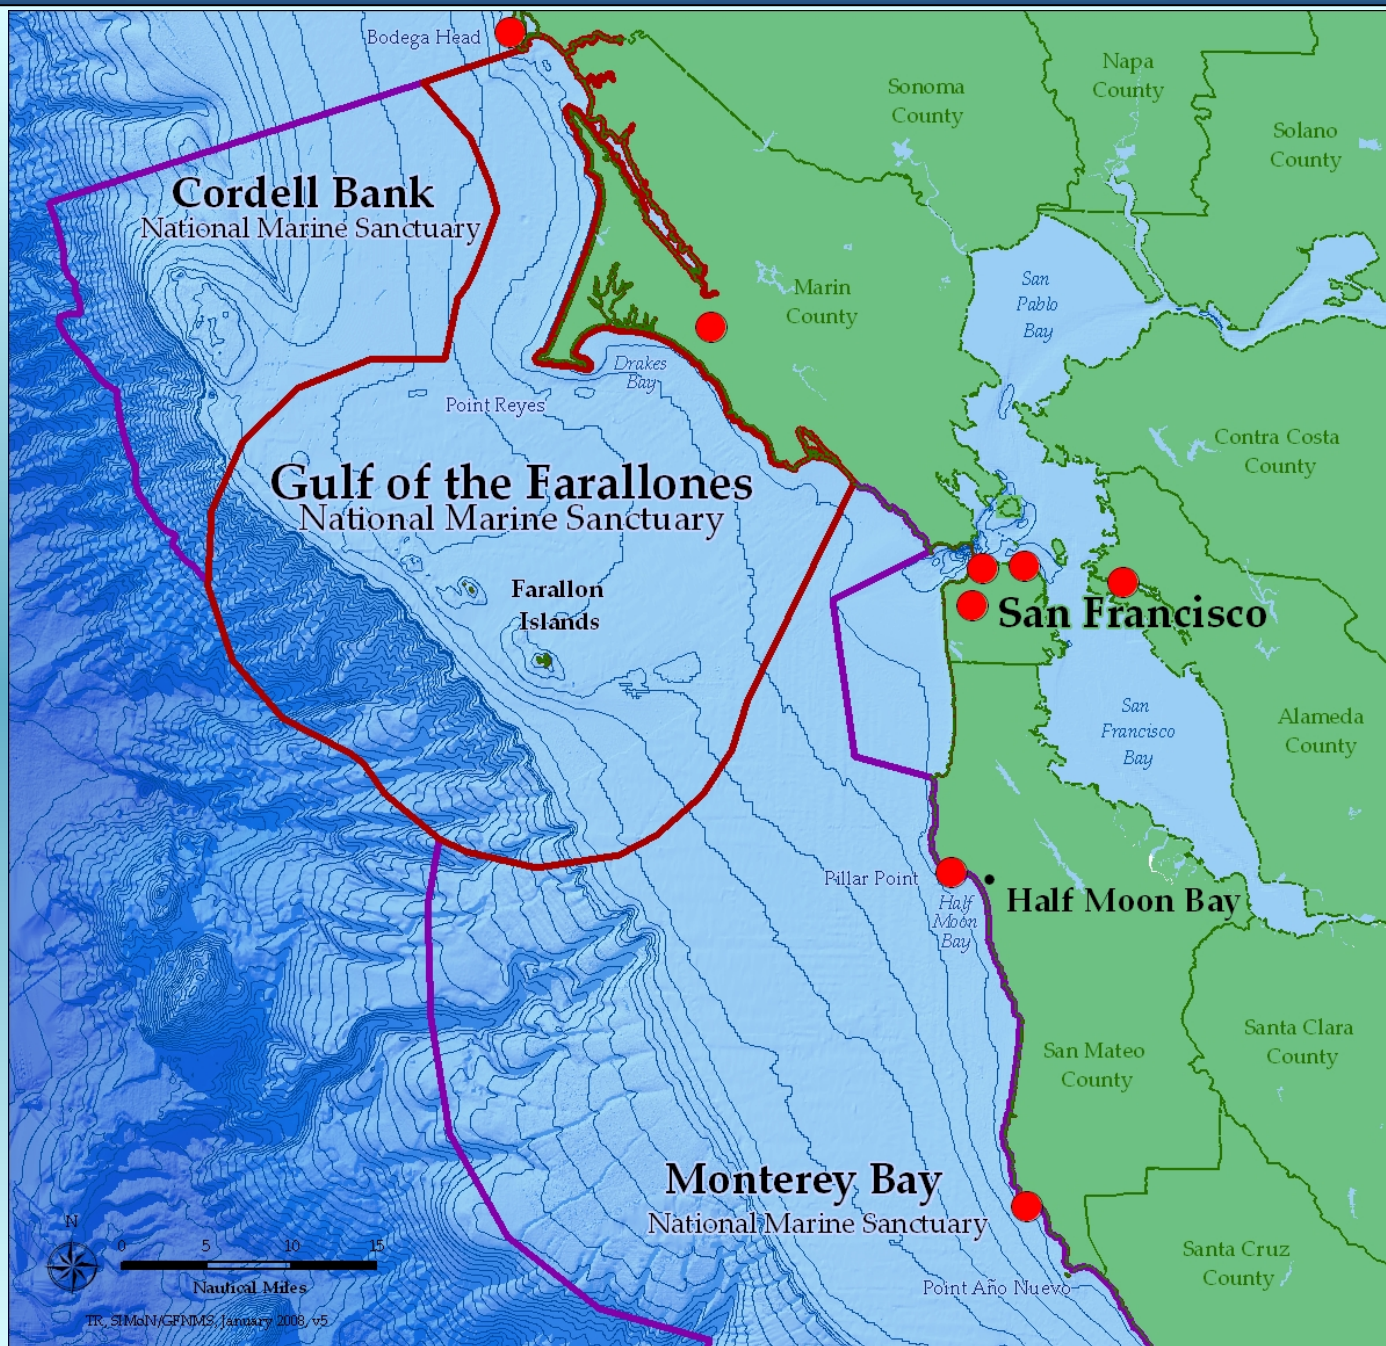 Bodega Head
Napa
County
Sonoma
County
Solano
County
Cordell Bank
National Marine Sanctuary
San
Pablo
Bay
Marin
County
Drakes
Bay
Point Reyes
Contra Costa
County
Gulf of the Farallones
National Marine Sanctuary
Farallon
Islands
San Francisco
San
Francisco
Bay
Alameda
County
Pillar Point
Half
Moon
Bay
Half Moon Bay
Santa Clara
County
San Mateo
County
Monterey Bay
National Marine Sanctuary
N
0 5 10 15
Nautical Miles
Santa Cruz
County
Point Año Nuevo
TR, SIMoN/GFNMS, January 2008, v5